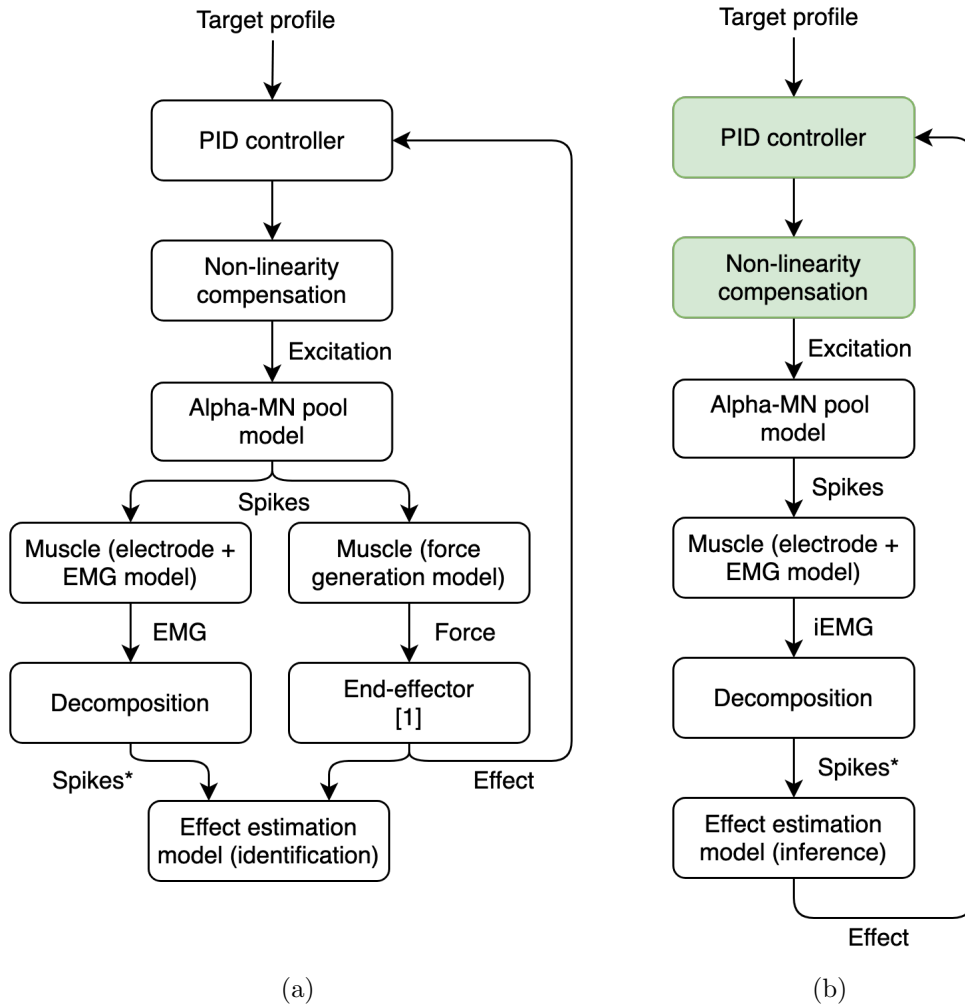 Target profile
PID controller
Non-linearity
compensation
Excitation
Alpha-MN pool
model
Spikes
Muscle (electrode +
EMG model)
Muscle (force
generation model)
EMG
Force
Decomposition
End-effector
[1]
Spikes*
Effect
Effect estimation
model (identification)
(a)
Target profile
PID controller
Non-linearity
compensation
Excitation
Alpha-MN pool
model
Spikes
Muscle (electrode +
EMG model)
iEMG
Decomposition
Spikes*
Effect estimation
model (inference)
Effect
(b)